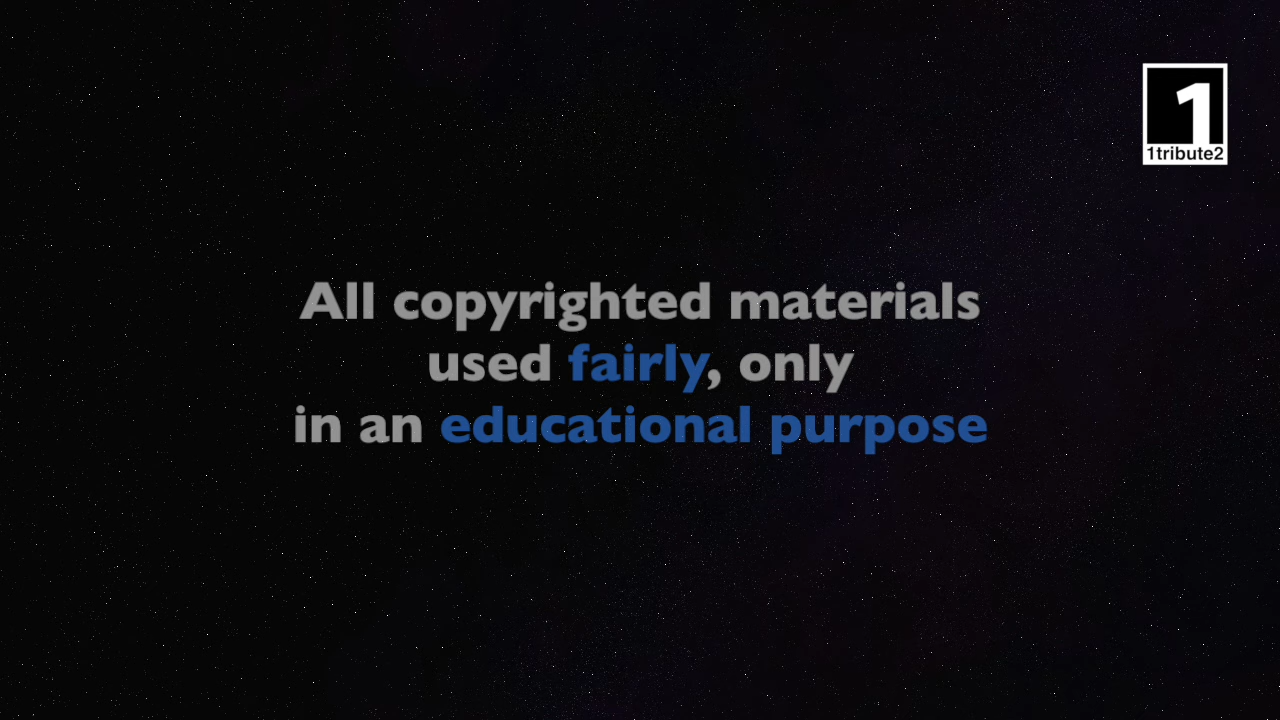 1
1tribute2
All copyrighted materials
used fairly, only
in an educational purpose